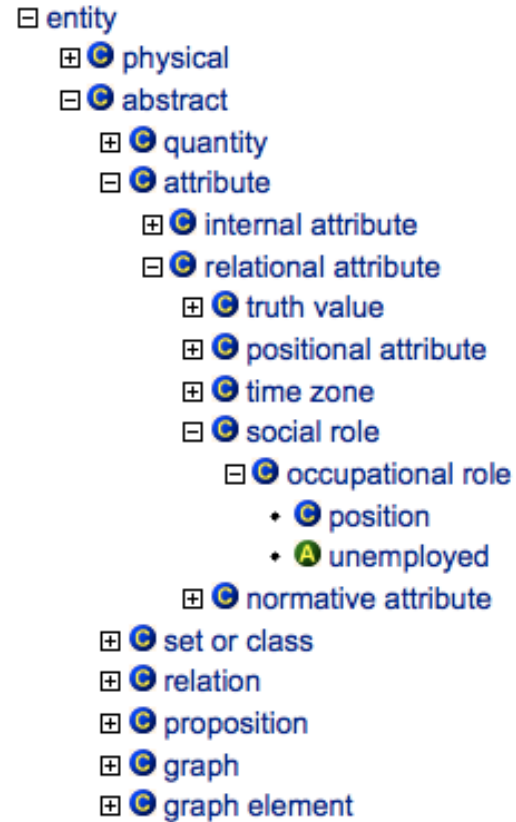 entity
C physical
C abstract
C quantity
C attribute
C internal attribute
C relational attribute
C truth value
C positional attribute
C time zone
C social role
C occupational role
C position
A unemployed
C normative attribute
C set or class
C relation
C proposition
C graph
C graph element